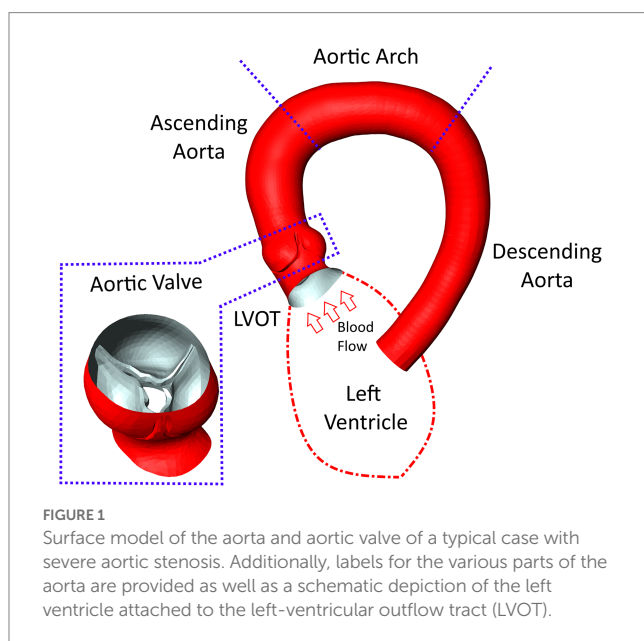 Aortic Arch
Ascending
Aorta
Aortic Valve
LVOT
Blood
Flow
Descending
Aorta
Left
Ventricle
FIGURE 1
Surface model of the aorta and aortic valve of a typical case with
severe aortic stenosis. Additionally, labels for the various parts of the
aorta are provided as well as a schematic depiction of the left
ventricle attached to the left-ventricular outflow tract (LVOT).